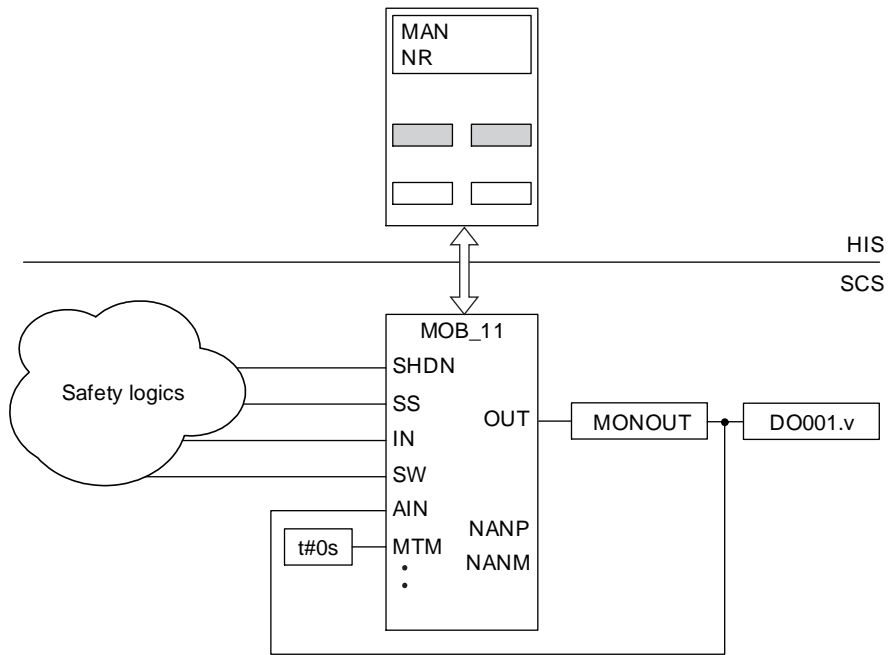 MAN
NR
HIS
SCS
MOB_11
Safety logics
SHDN
SS
IN
SW
AIN
MTM
t#0s
OUT
NANP
NANM
MONOUT
DO001.v